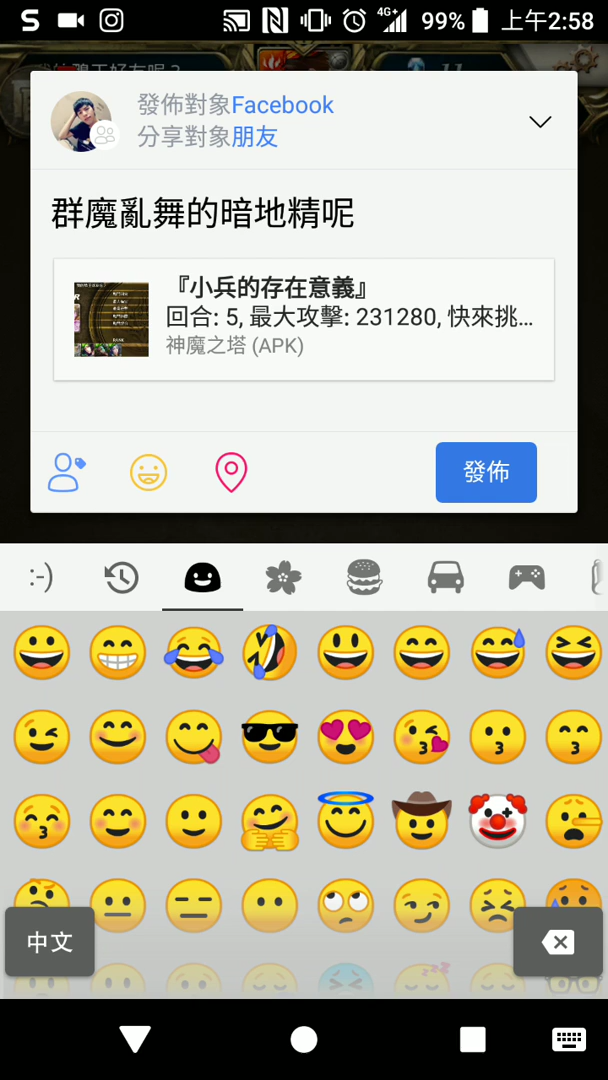 S 4G+ 99% 上午2:58
發佈對象Facebook
分享對象朋友
群魔亂舞的暗地精呢
『小兵的存在意義』
回合: 5, 最大攻擊: 231280, 快來挑...
神魔之塔 (APK)
發佈
:-)
中文